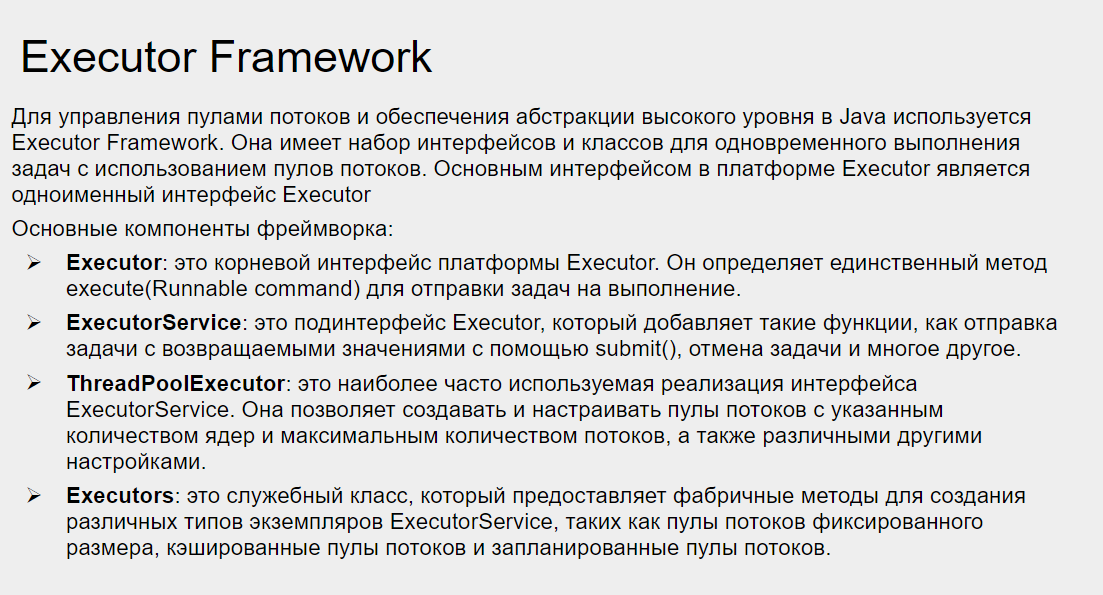 Executor Framework
Для управления пулами потоков и обеспечения абстракции высокого уровня в Java используется
Executor Framework. Она имеет набор интерфейсов и классов для одновременного выполнения
задач с использованием пулов потоков. Основным интерфейсом в платформе Executor является
одноименный интерфейс Executor
Основные компоненты фреймворка:
➢ Executor: это корневой интерфейс платформы Executor. Он определяет единственный метод
execute(Runnable command) для отправки задач на выполнение.
➢ ExecutorService: это подинтерфейс Executor, который добавляет такие функции, как отправка
задачи с возвращаемыми значениями с помощью submit(), отмена задачи и многое другое.
➢ ThreadPoolExecutor: это наиболее часто используемая реализация интерфейса
ExecutorService. Она позволяет создавать и настраивать пулы потоков с указанным
количеством ядер и максимальным количеством потоков, а также различными другими
настройками.
➢ Executors: это служебный класс, который предоставляет фабричные методы для создания
различных типов экземпляров ExecutorService, таких как пулы потоков фиксированного
размера, кэшированные пулы потоков и запланированные пулы потоков.